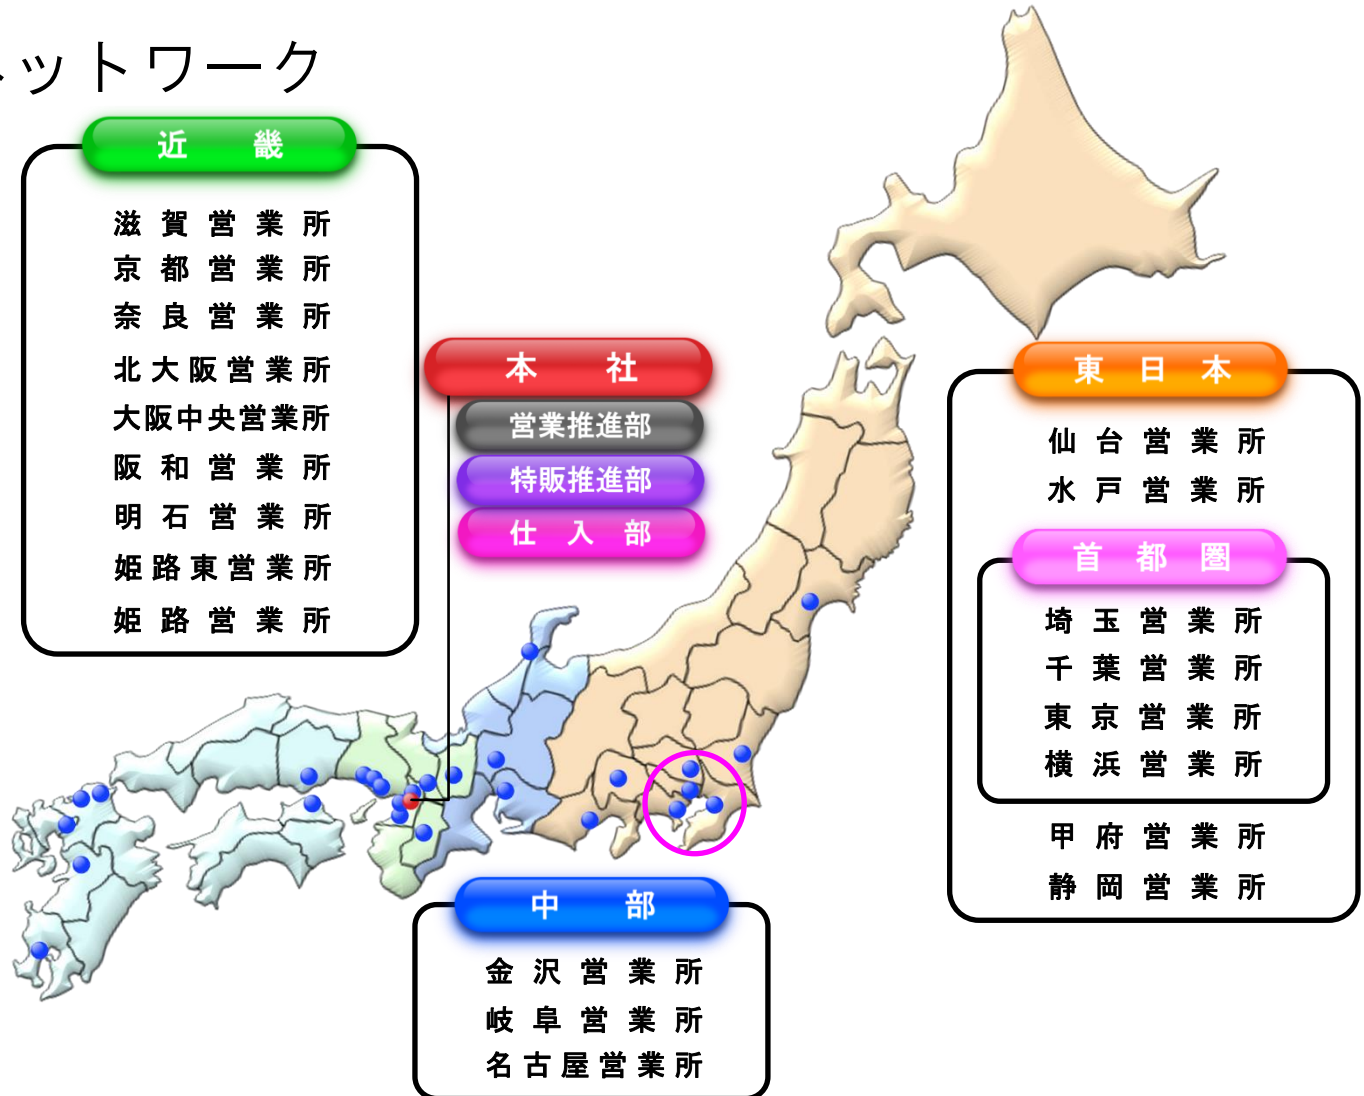 ットワーク
近畿
滋賀営業所
京都営業所
奈良営業所
北大阪営業所
大阪中央営業所
阪和営業所
明石営業所
姫路東営業所
姫路営業所
本社
営業推進部
特販推進部
仕入部
東日本
仙台営業所
水戸営業所
首都圏
埼玉営業所
千葉営業所
東京営業所
横浜営業所
甲府営業所
静岡営業所
中部
金沢営業所
岐阜営業所
名古屋営業所